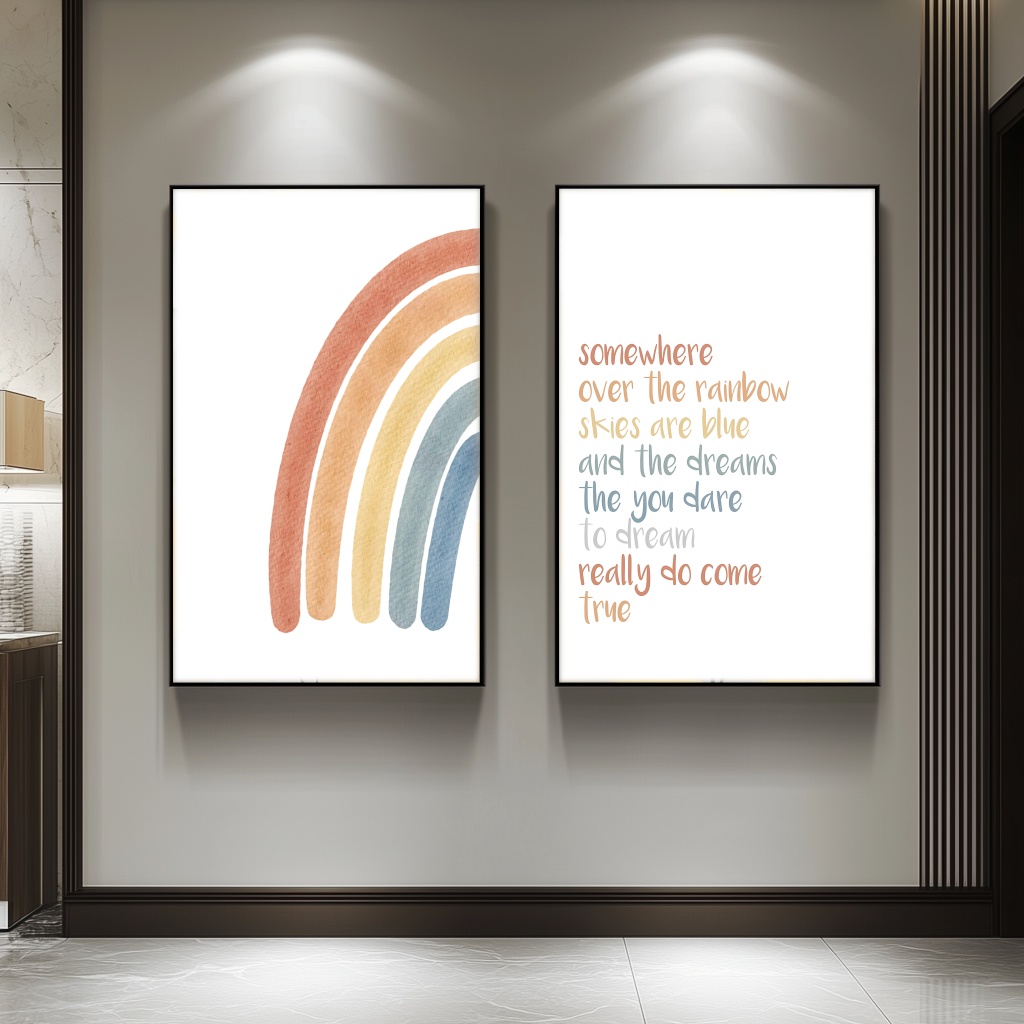 somewhere
over the rainbow
skies are blue
and the dreams
the you dare
to dream
really do come
true